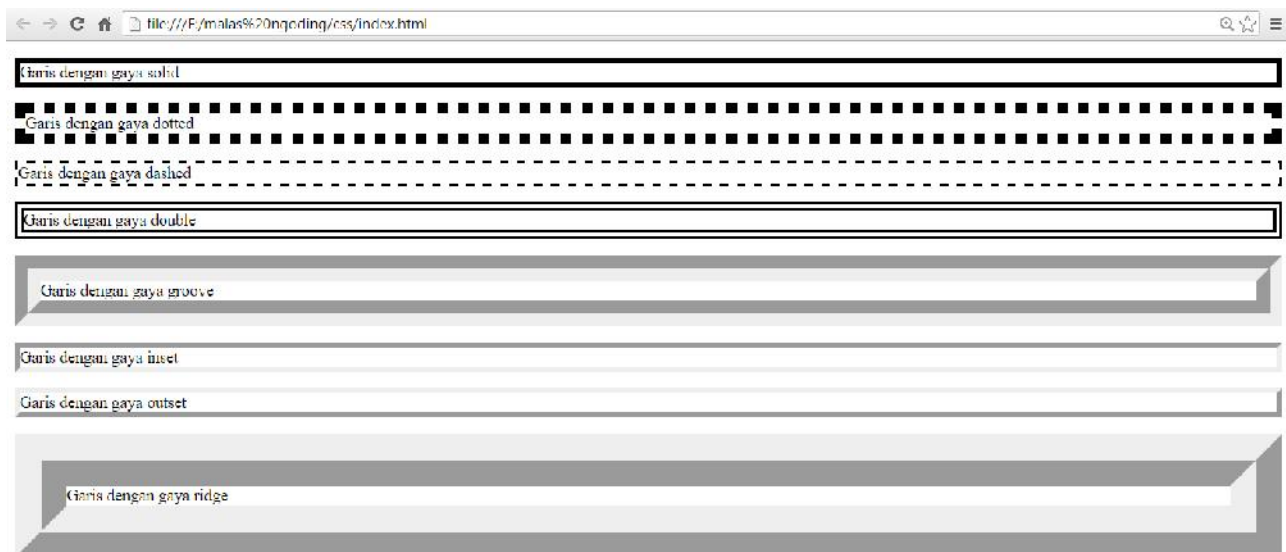 file:///F:/malas%20ngoding/css/index.html
Garis dengan gaya solid
Garis dengan gaya dotted
Garis dengan gaya dashed
Garis dengan gaya double
Garis dengan gaya groove
Garis dengan gaya inset
Garis dengan gaya outset
Garis dengan gaya ridge